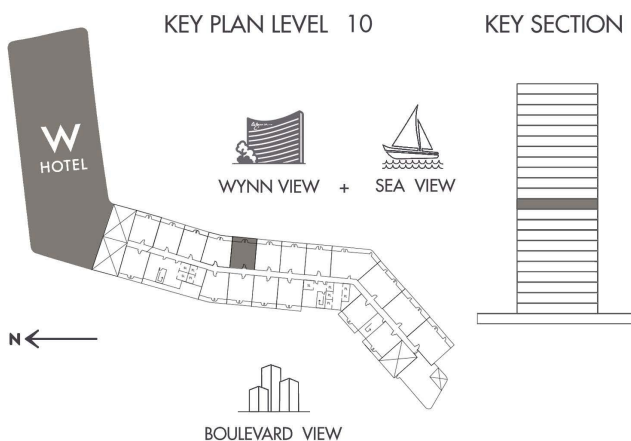 KEY PLAN LEVEL 10
KEY SECTION
W
HOTEL
WYNN VIEW + SEA VIEW
N
BOULEVARD VIEW